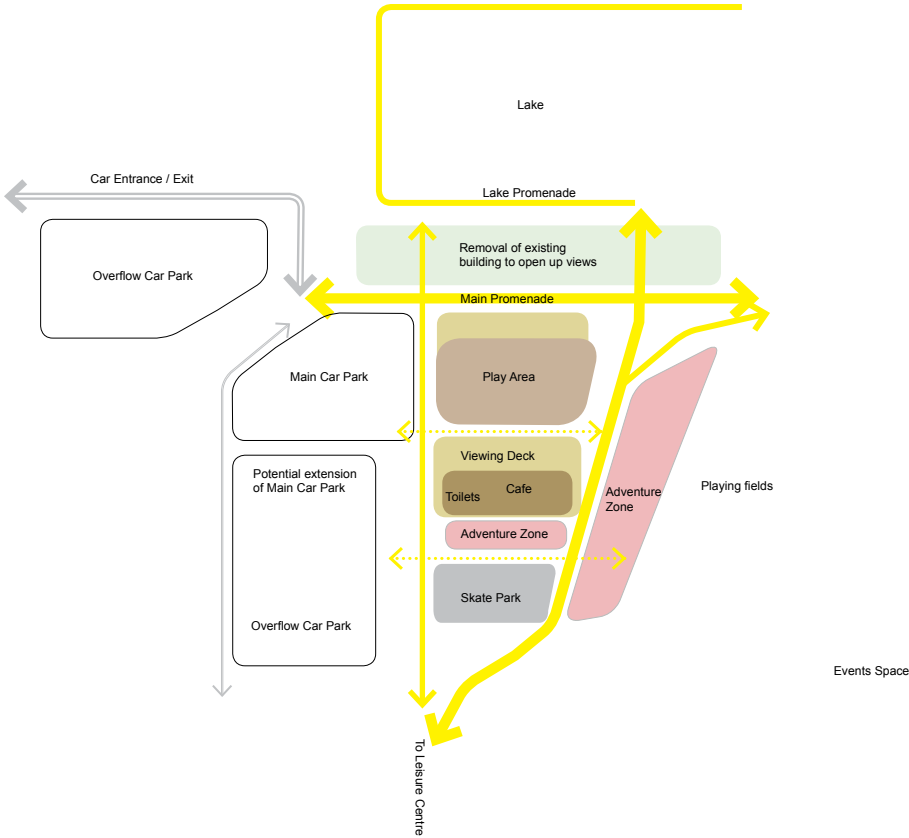 Lake
Car Entrance / Exit
Lake Promenade
Removal of existing
building to open up views
Overflow Car Park
Main Promenade
Main Car Park
Play Area
Viewing Deck
Potential extension
of Main Car Park
Toilets
Cafe
Adventure
Zone
Playing fields
Adventure Zone
Skate Park
Overflow Car Park
Events Space
To Leisure Centre